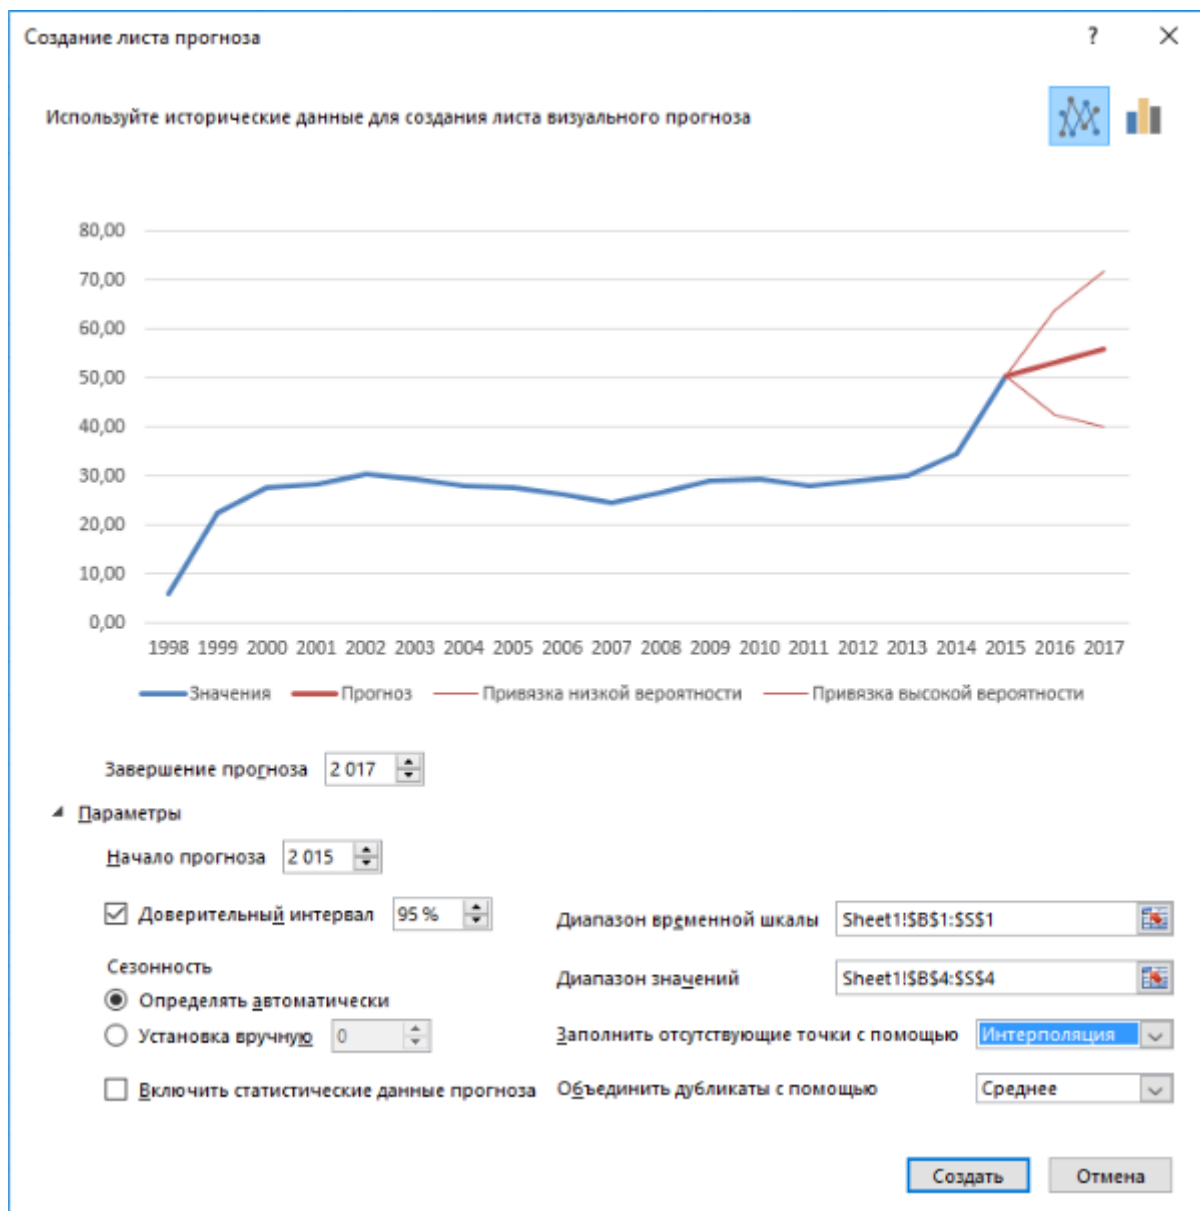 Создание листа прогноза
?
Используйте исторические данные для создания листа визуального прогноза
80,00
70,00
60,00
50,00
40,00
30,00
20,00
10,00
0,00
1998 1999 2000 2001 2002 2003 2004 2005 2006 2007 2008 2009 2010 2011 2012 2013 2014 2015 2016 2017
Значения Прогноз Привязка низкой вероятности Привязка высокой вероятности
Завершение прогноза 2 017
Параметры
Начало прогноза 2 015
Доверительный интервал 95 %
Диапазон временной шкалы Sheet1!$B$1:$S$1
Сезонность
Диапазон значений Sheet1!$B$4:$S$4
Определять автоматически
Установка вручную 0
Заполнить отсутствующие точки с помощью Интерполяция
Включить статистические данные прогноза
Объединить дубликаты с помощью Среднее
Создать Отмена